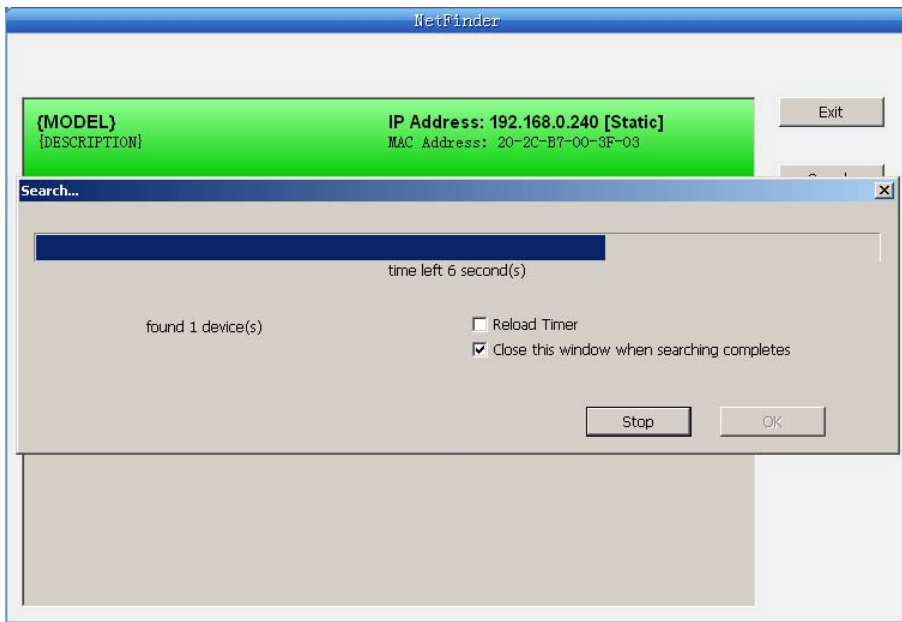 NetFinder
{MODEL}
IP Address: 192.168.0.240 [Static]
Exit
{DESCRIPTION}
MAC Address: 20-2C-B7-00-3F-03
Search...
time left 6 second(s)
found 1 device(s)
Reload Timer
Close this window when searching completes
Stop
OK